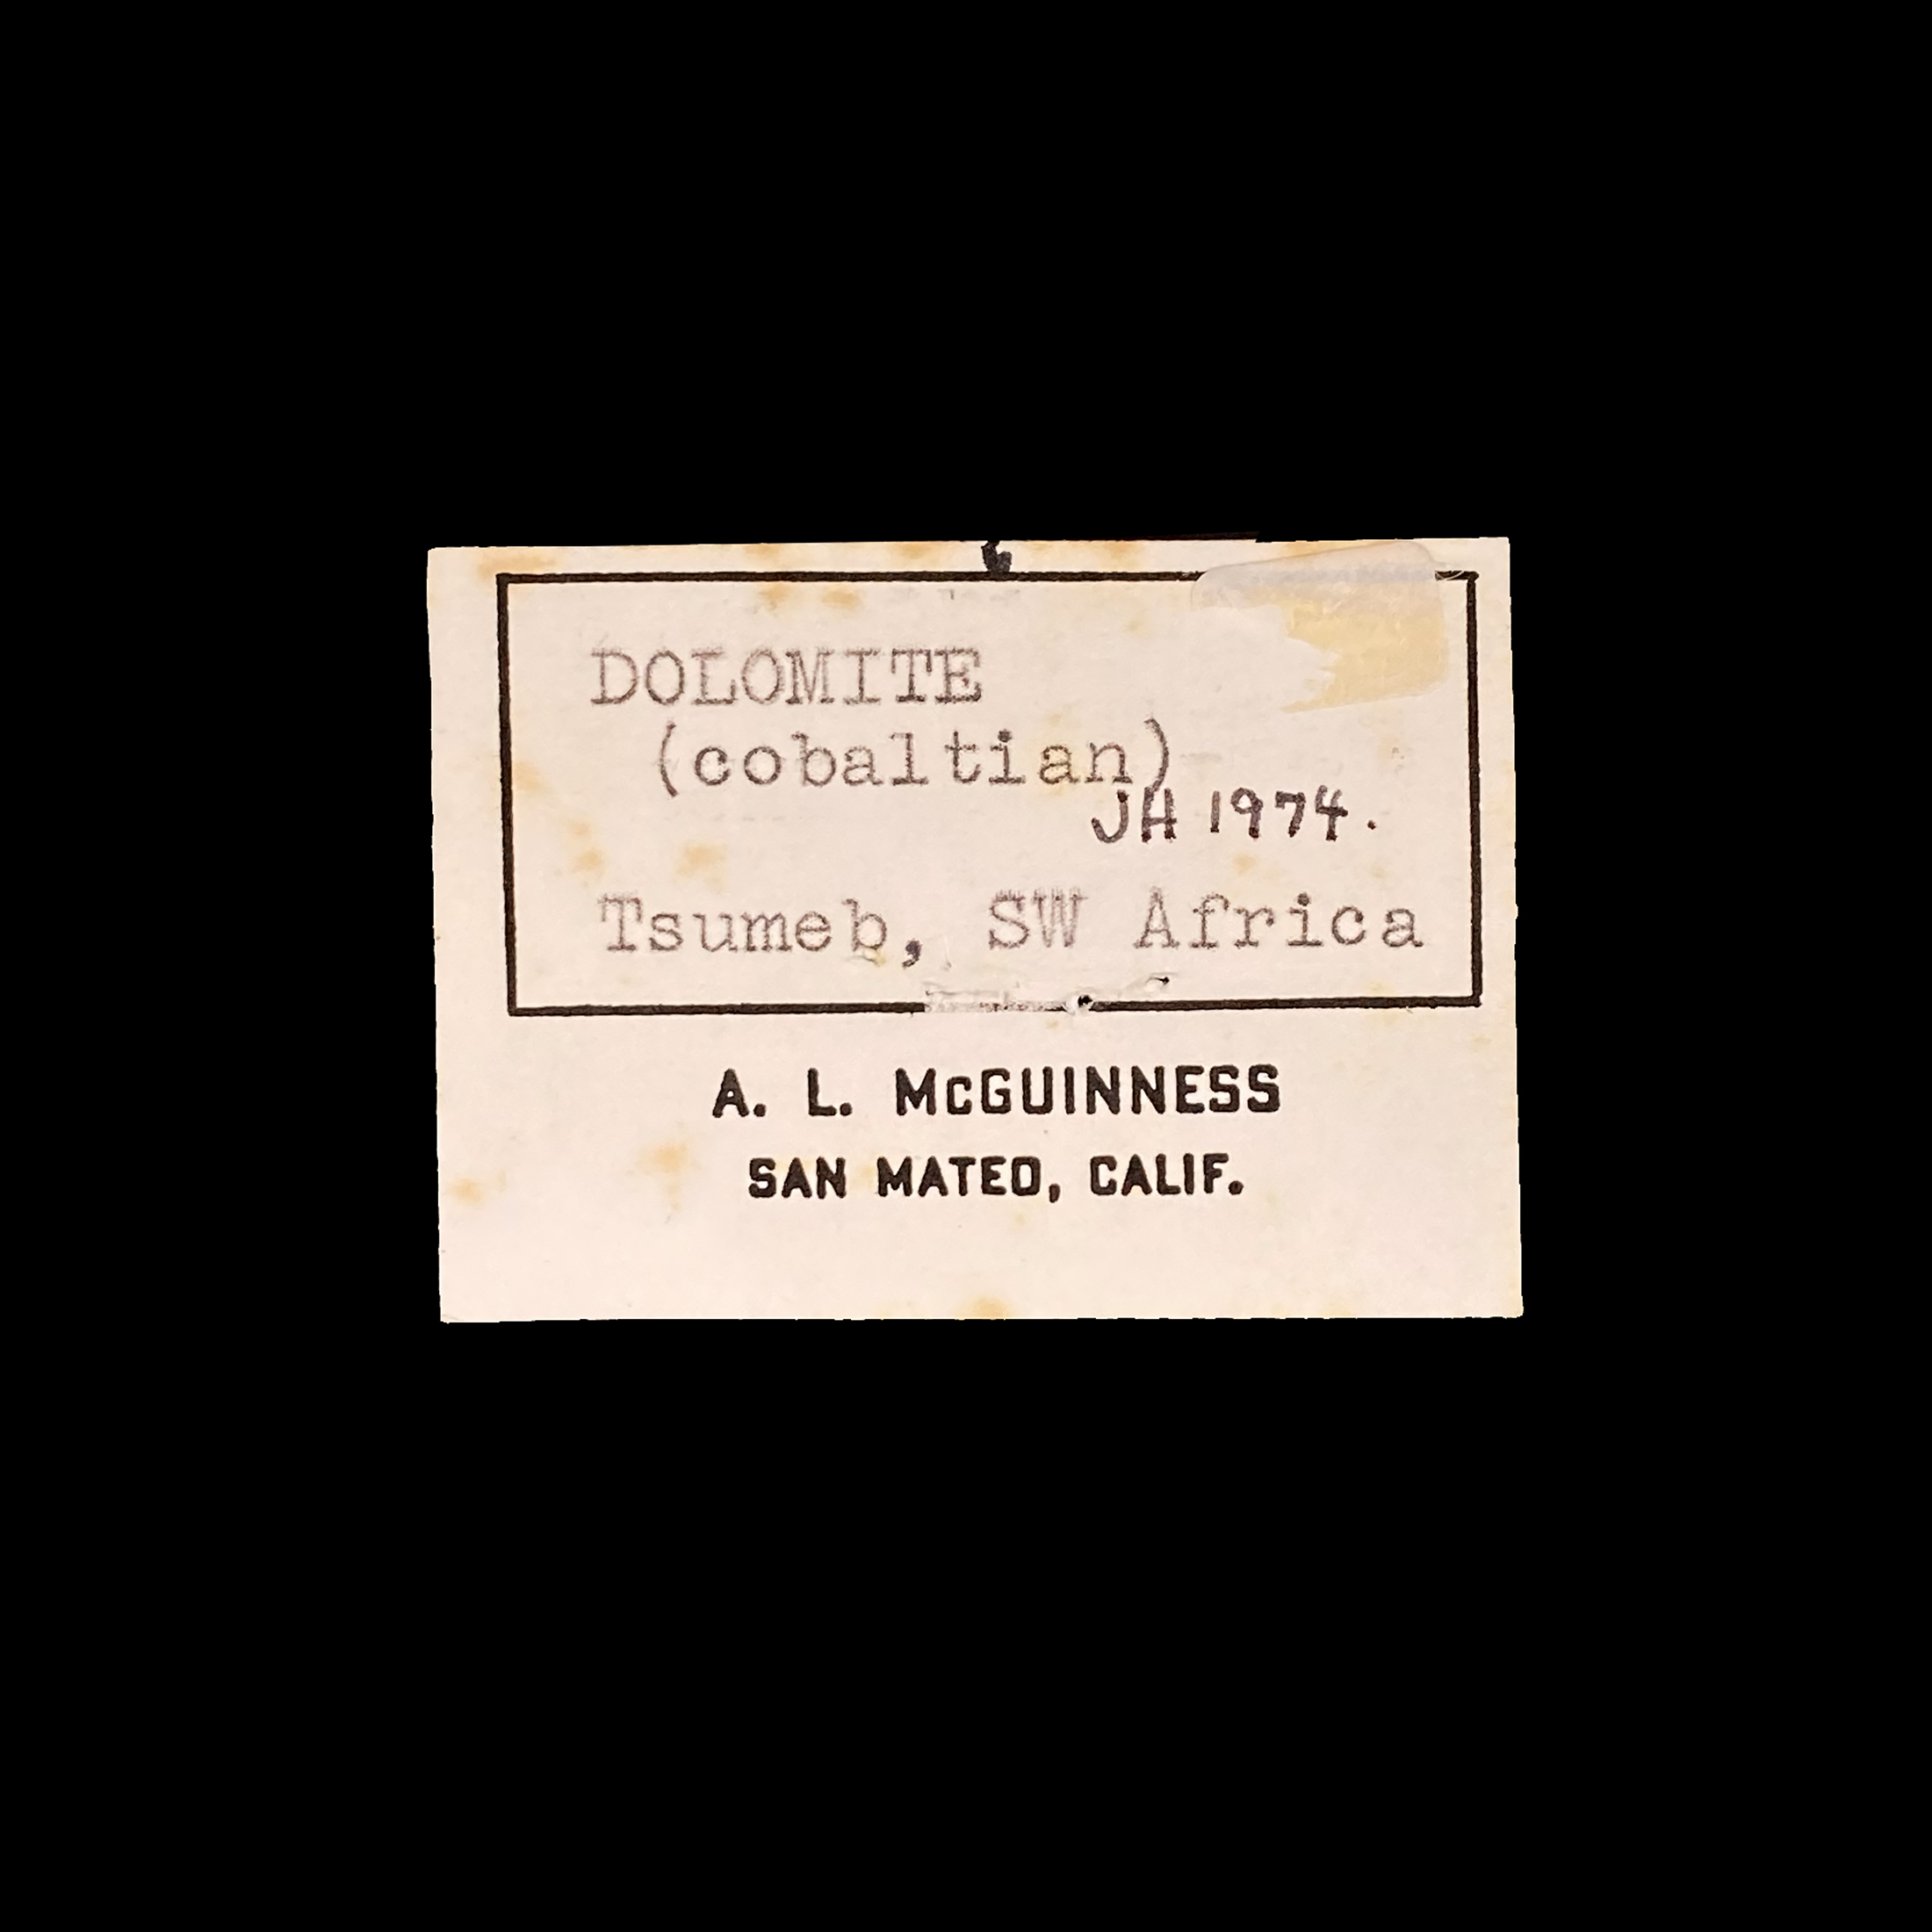 DOLOMITE
(cobaltian)
JH 1974.
Tsumeb, SW Africa
A. L. McGUINNESS
SAN MATEO, CALIF.